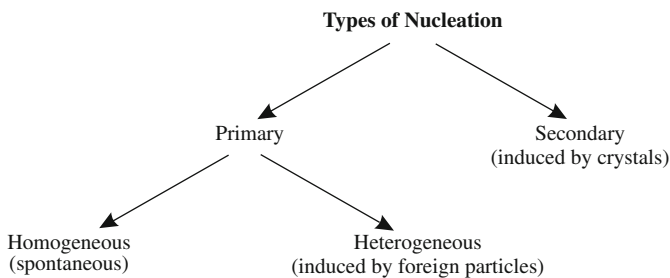 Types of Nucleation
Primary
Secondary
(induced by crystals)
Homogeneous
(spontaneous)
Heterogeneous
(induced by foreign particles)